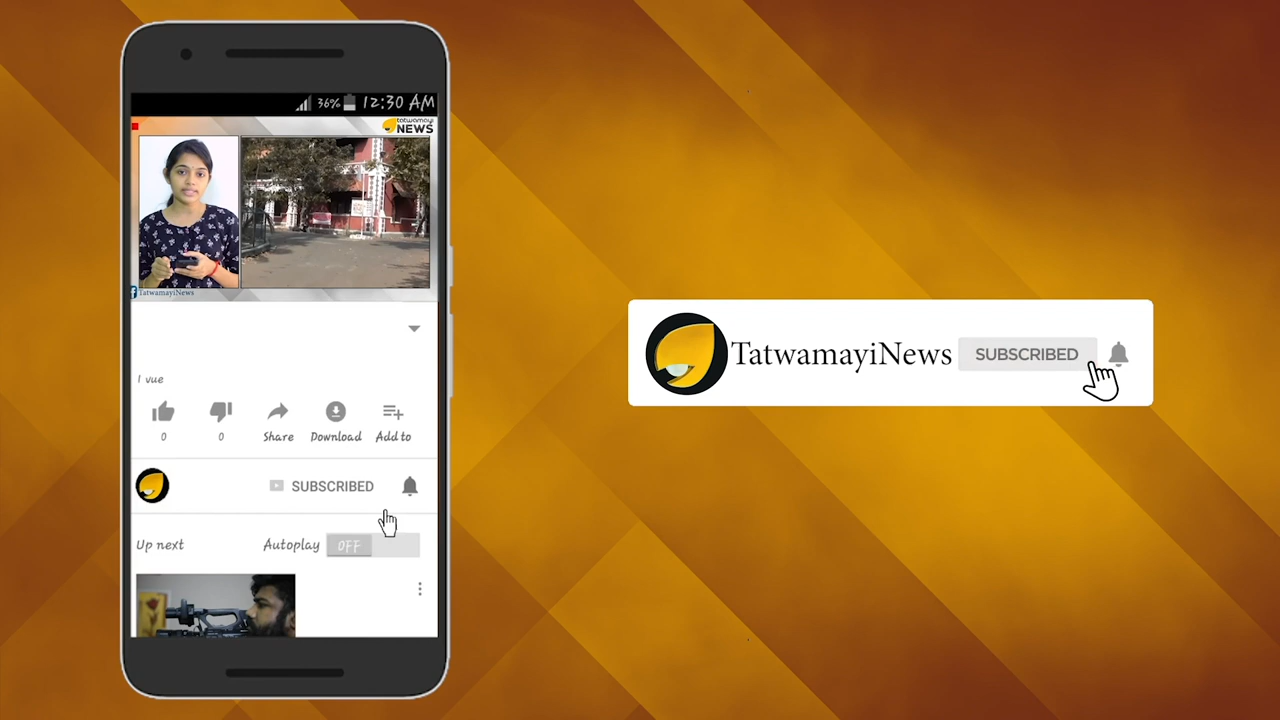 36% 12:30 AM
tatwamayi
NEWS
TatwamayiNews
1 vue
0 0 Share Download Add to
SUBSCRIBED
Up next Autoplay OFF
TatwamayiNews SUBSCRIBED